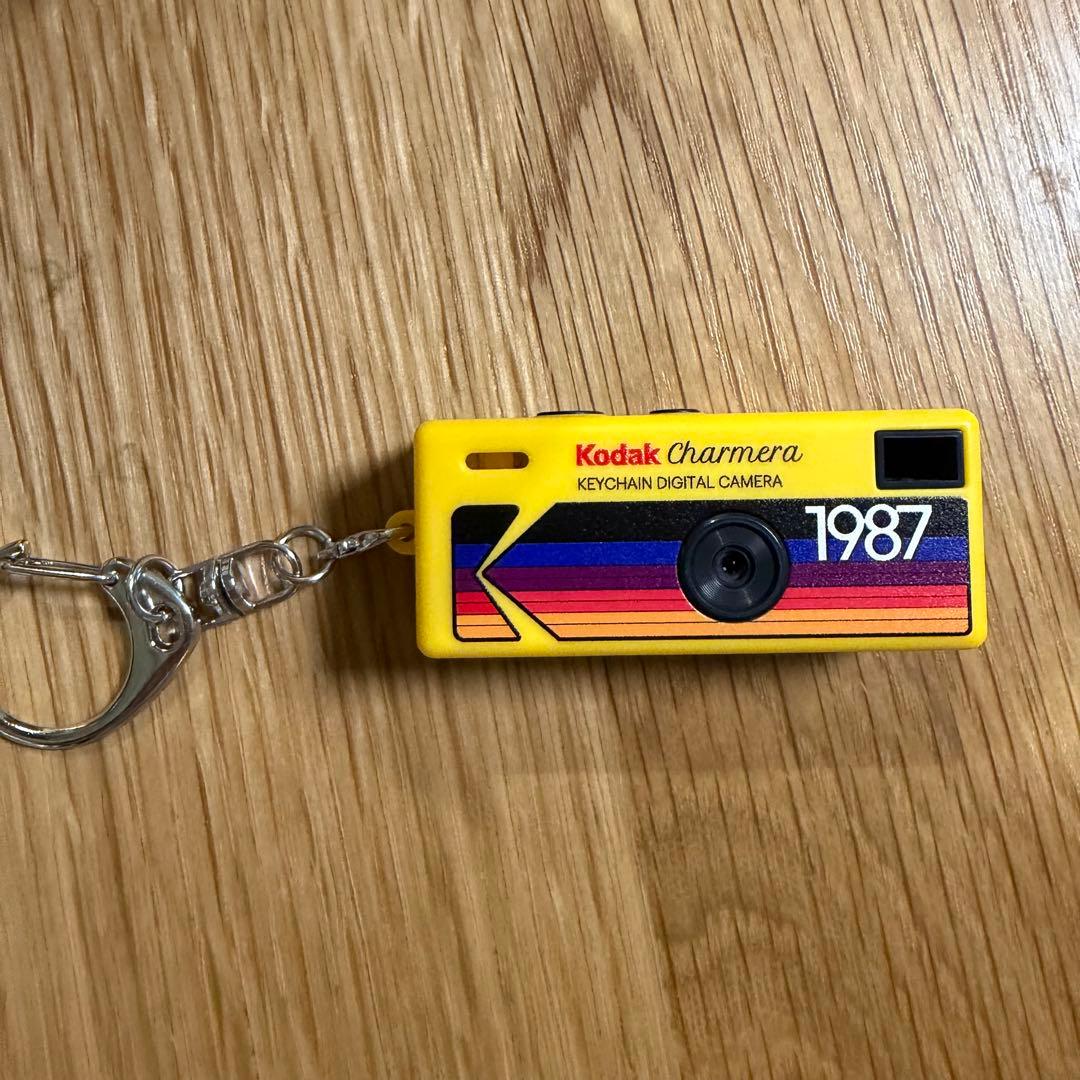 Kodak Charmera
KEYCHAIN DIGITAL CAMERA
1987